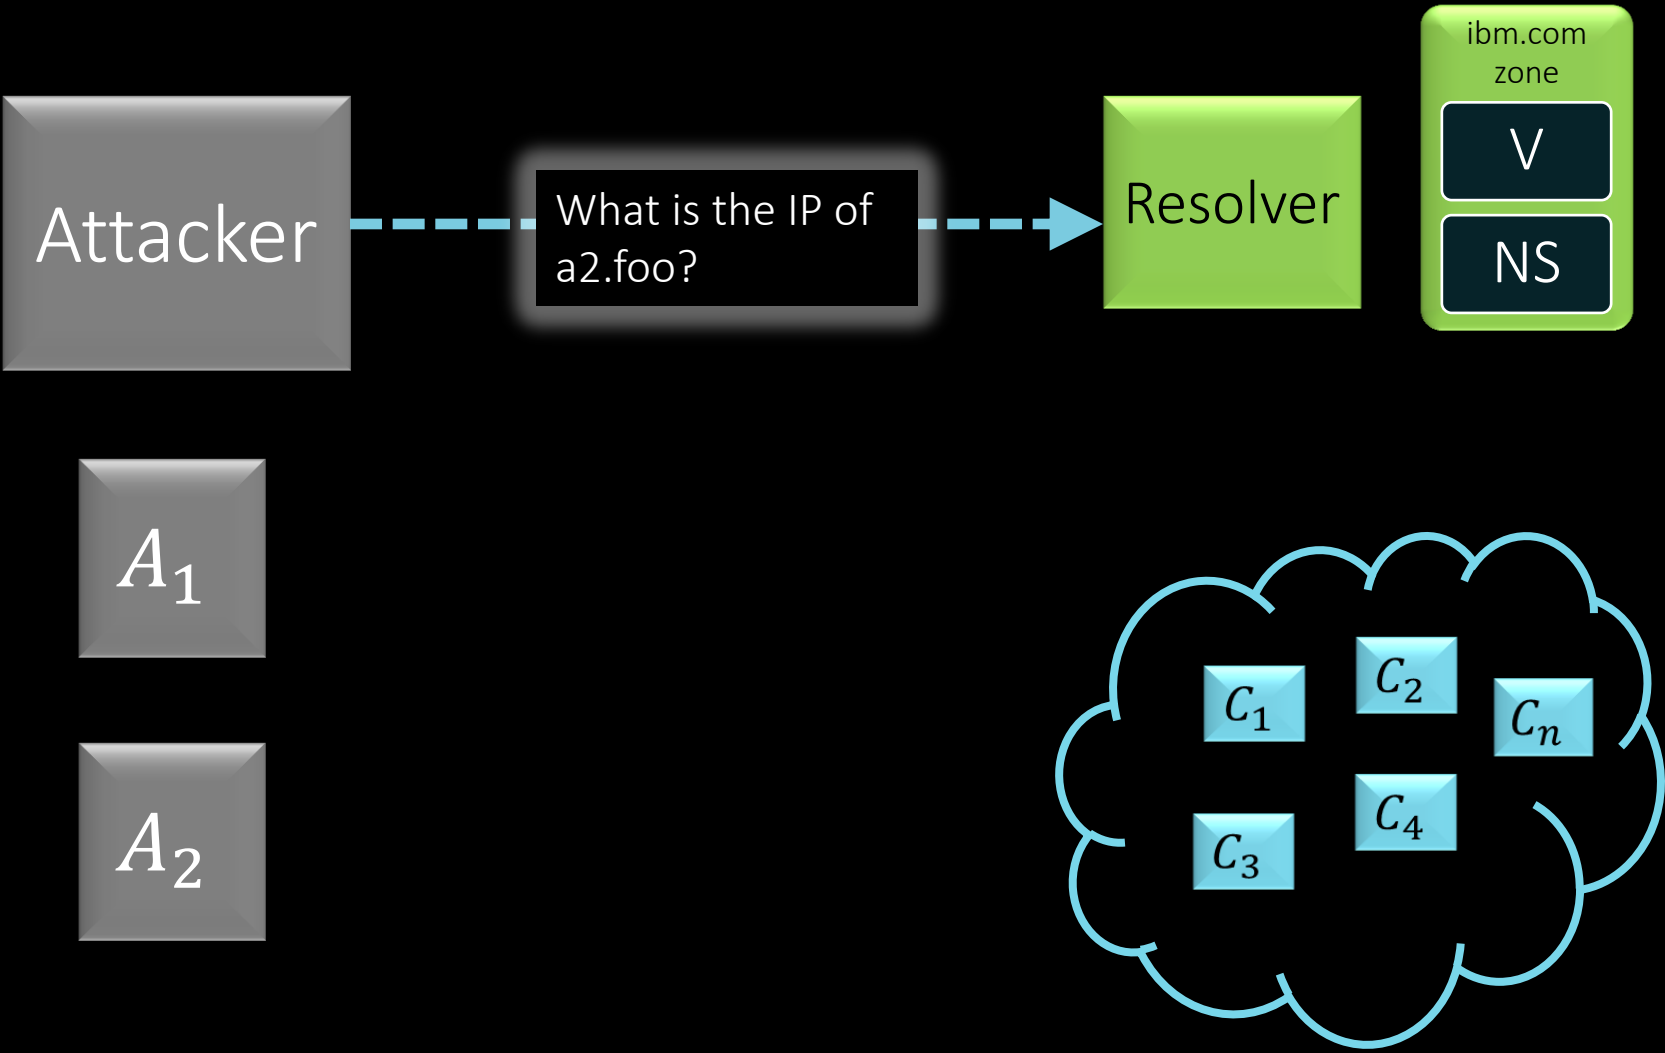 ibm.com
zone
V
NS
Attacker
What is the IP of
a2.foo?
Resolver
A₁
A₂
C₁
C₂
Cₙ
C₃
C₄